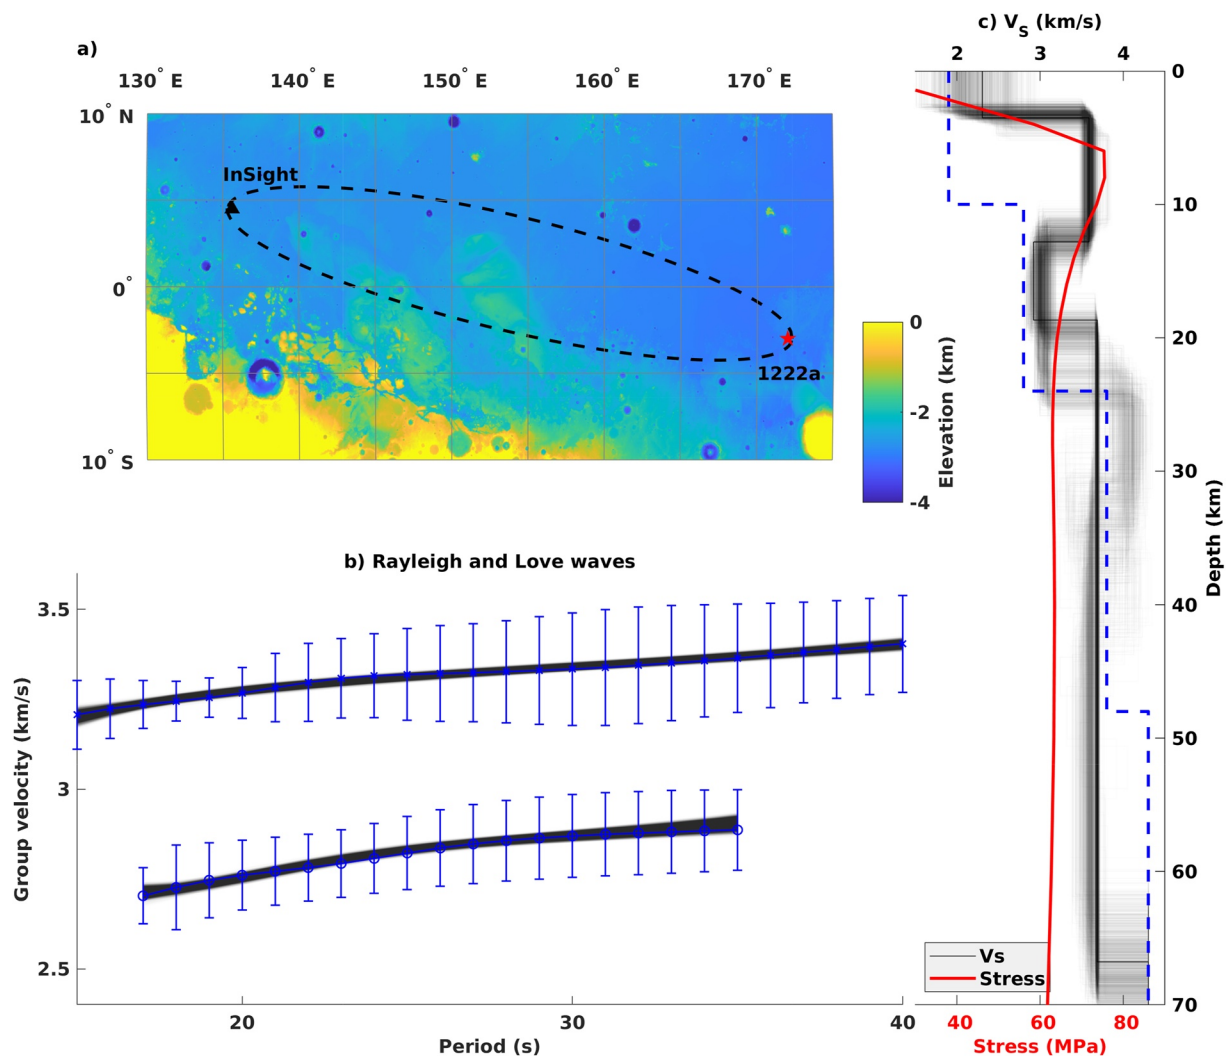 a)
130° E 140° E 150° E 160° E 170° E
10° N
0°
10° S
InSight
1222a
0
-2
-4
Elevation (km)
b) Rayleigh and Love waves
3.5
3
2.5
Group velocity (km/s)
20 30 40
Period (s)
c) VS (km/s)
2 3 4
0
10
20
30
40
50
60
70
Depth (km)
Vs
Stress
40 60 80
Stress (MPa)